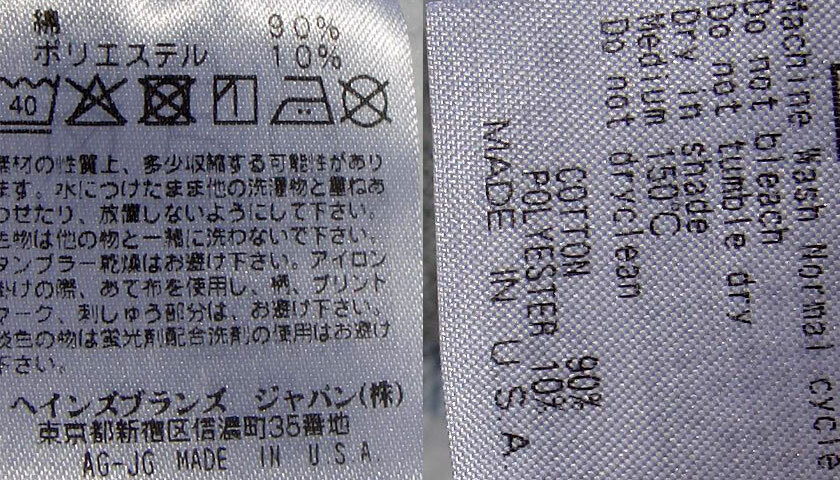 綿 90%
ポリエステル 10%
40
素材の性質上、多少収縮する可能性があり
ます。水につけたまま他の洗濯物と重ねあ
わせたり、放置しないようにして下さい。
色物は他の物と一緒に洗わないで下さい。
タンブラー乾燥はお避け下さい。アイロン
掛けの際、あて布を使用し、柄、プリント
マーク、刺しゅう部分は、お避け下さい。
淡色の物は蛍光剤配合洗剤の使用はお避け
下さい。
ヘインズブランズ ジャパン(株)
東京都新宿区信濃町35番地
AG-JG MADE IN U.S.A.
Machine Wash Normal cycle
Do not bleach
Do not tumble dry
Dry in shade
Medium 150℃
Do not dryclean
COTTON 90%
POLYESTER 10%
MADE IN U.S.A.